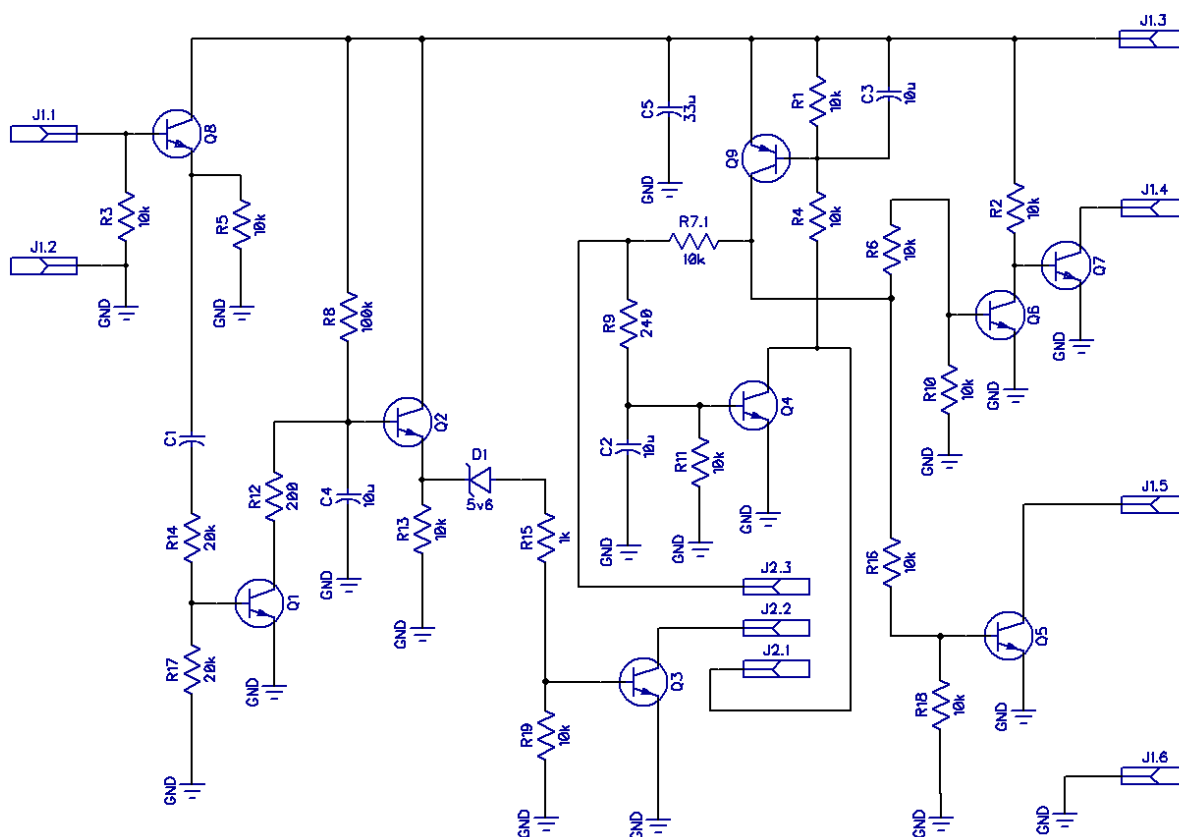 J1.3
J1.1
Q8
R1
10k
C3
10u
C5
33u
Q9
R3
10k
R5
10k
GND
J1.4
R4
10k
R2
10k
R7.1
10k
R6
10k
Q7
J1.2
GND
GND
R8
100k
R9
240
Q6
GND
GND
R10
10k
Q4
Q2
C1
C2
10u
R11
10k
GND
D1
5v6
R12
200
C4
10u
R13
10k
J1.5
R14
20k
R15
1k
GND
GND
GND
R16
10k
GND
J2.3
Q1
J2.2
GND
Q5
R17
20k
J2.1
Q3
GND
R18
10k
GND
R19
10k
J1.6
GND
GND
GND
GND
GND